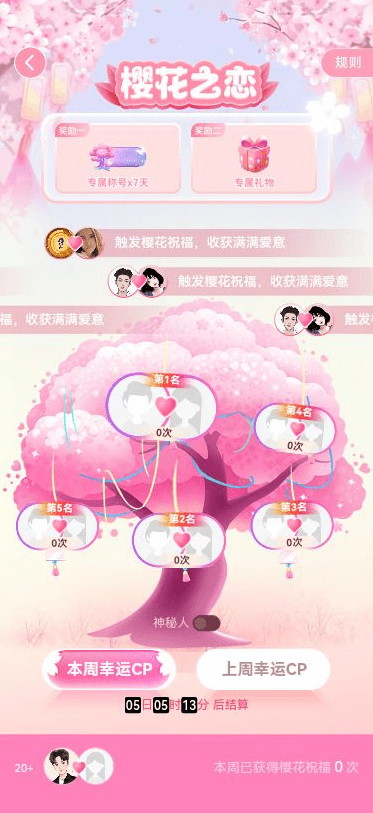 规则
樱花之恋
奖励一
奖励二
专属称号x7天
专属礼物
触发樱花祝福，收获满满爱意
触发樱花祝福，收获满满爱意
福，收获满满爱意
触发
第1名
0次
第4名
0次
第5名
0次
第2名
0次
第3名
0次
神秘人
本周幸运CP
上周幸运CP
05日05时13分 后结算
20+
本周已获得樱花祝福 0 次